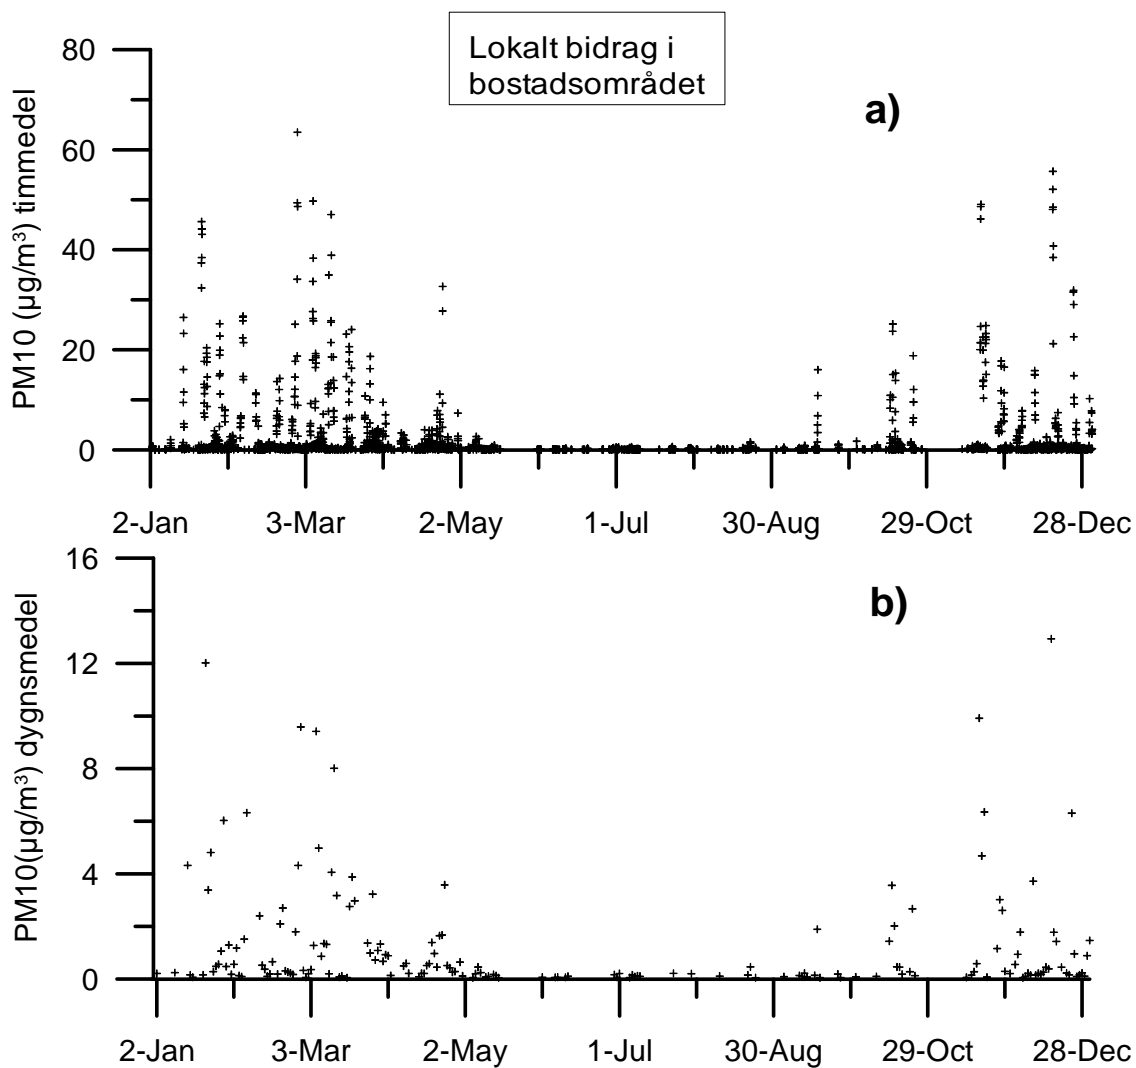 Lokalt bidrag i
bostadsområdet
a)
PM10 (µg/m³) timmedel
80
60
40
20
0
2-Jan 3-Mar 2-May 1-Jul 30-Aug 29-Oct 28-Dec
b)
PM10(µg/m³) dygnsmedel
16
12
8
4
0
2-Jan 3-Mar 2-May 1-Jul 30-Aug 29-Oct 28-Dec